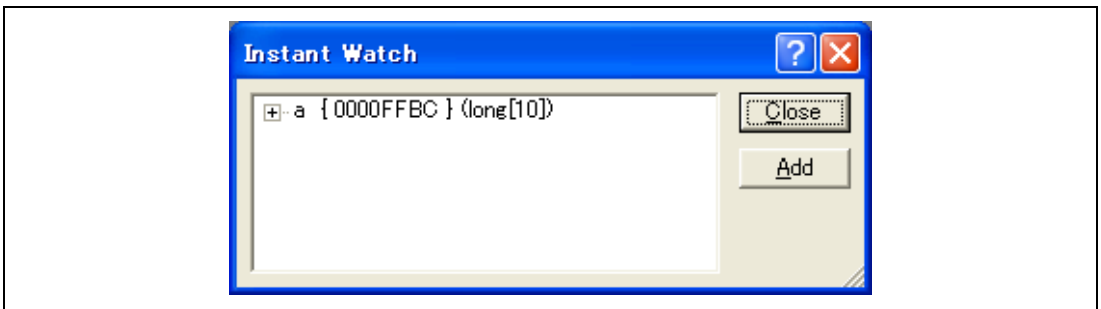 Instant Watch
a { 0000FFBC } (long[10])
Close
Add